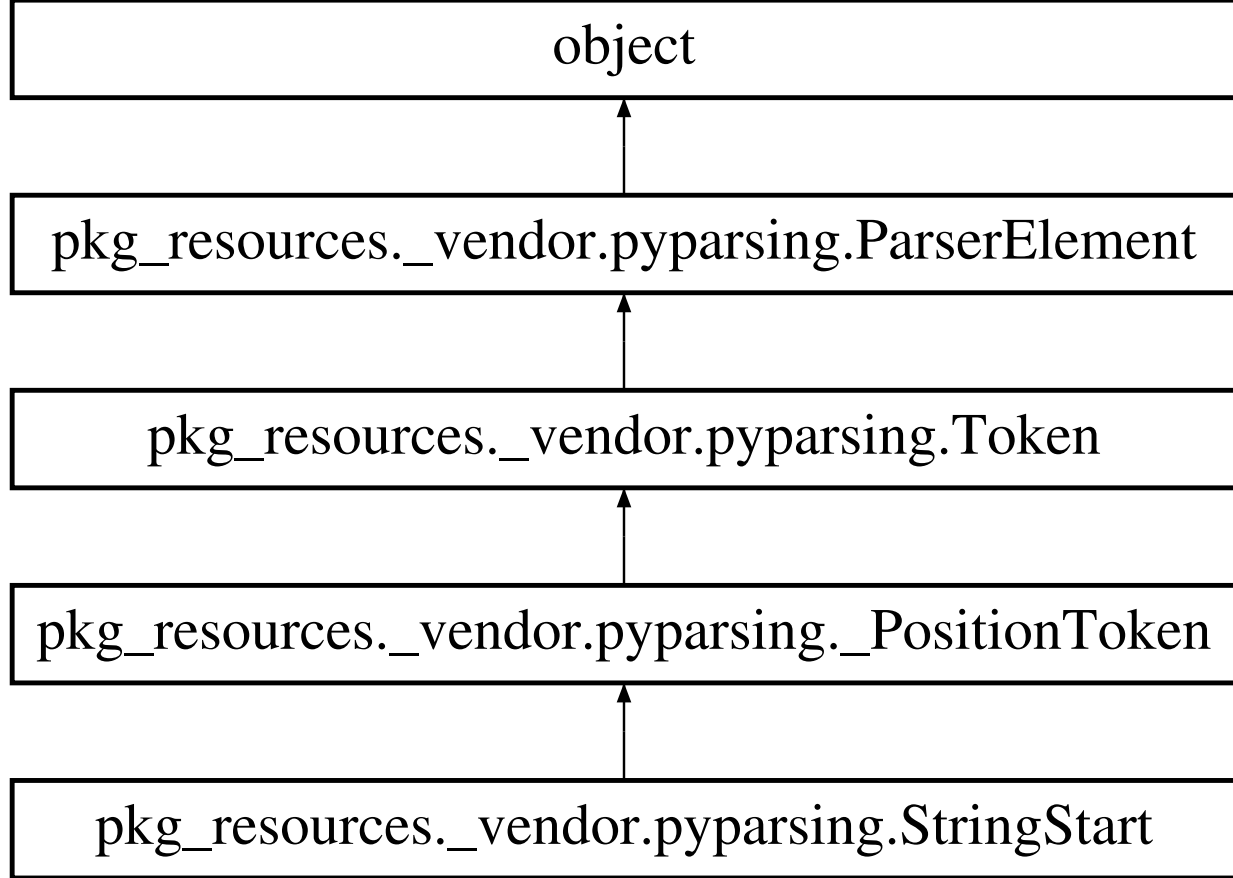 object
pkg_resources._vendor.pyparsing.ParserElement
pkg_resources._vendor.pyparsing.Token
pkg_resources._vendor.pyparsing._PositionToken
pkg_resources._vendor.pyparsing.StringStart